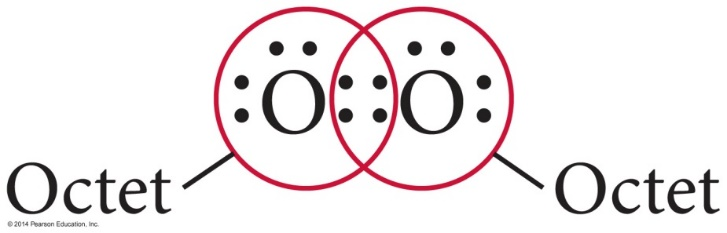 O O
Octet Octet
© 2014 Pearson Education, Inc.